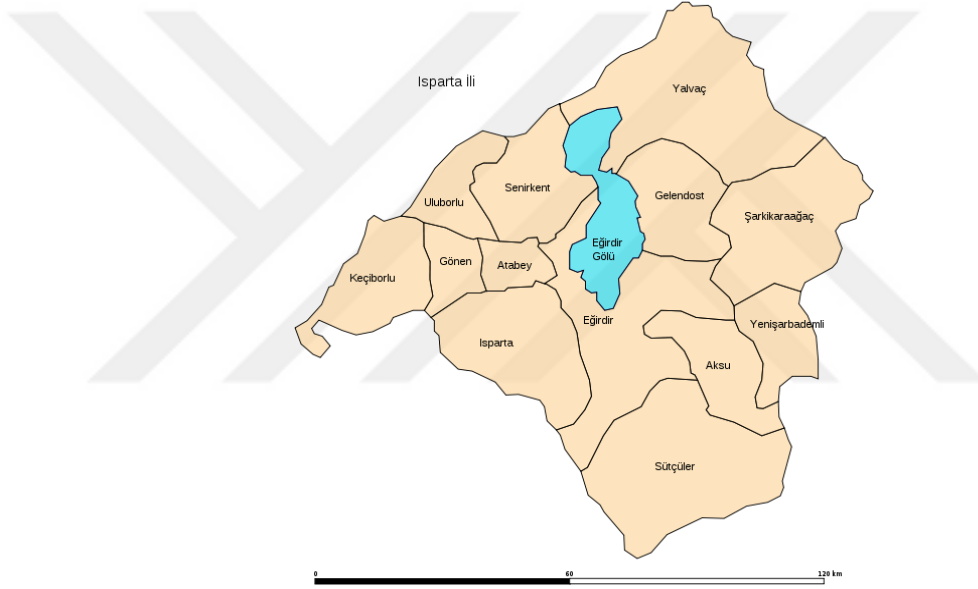 Isparta İli
Yalvaç
Senirkent
Gelendost
Uluborlu
Şarkikaraağaç
Eğirdir
Gölü
Gönen
Atabey
Keçiborlu
Eğirdir
Yenişarbademli
Isparta
Aksu
Sütçüler
0 60 120 km